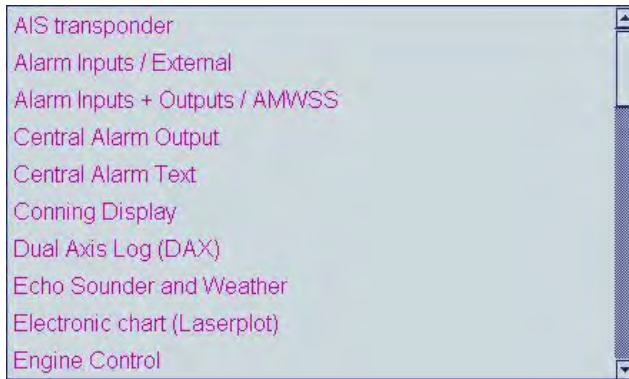 AIS transponder
Alarm Inputs / External
Alarm Inputs + Outputs / AMWSS
Central Alarm Output
Central Alarm Text
Conning Display
Dual Axis Log (DAX)
Echo Sounder and Weather
Electronic chart (Laserplot)
Engine Control